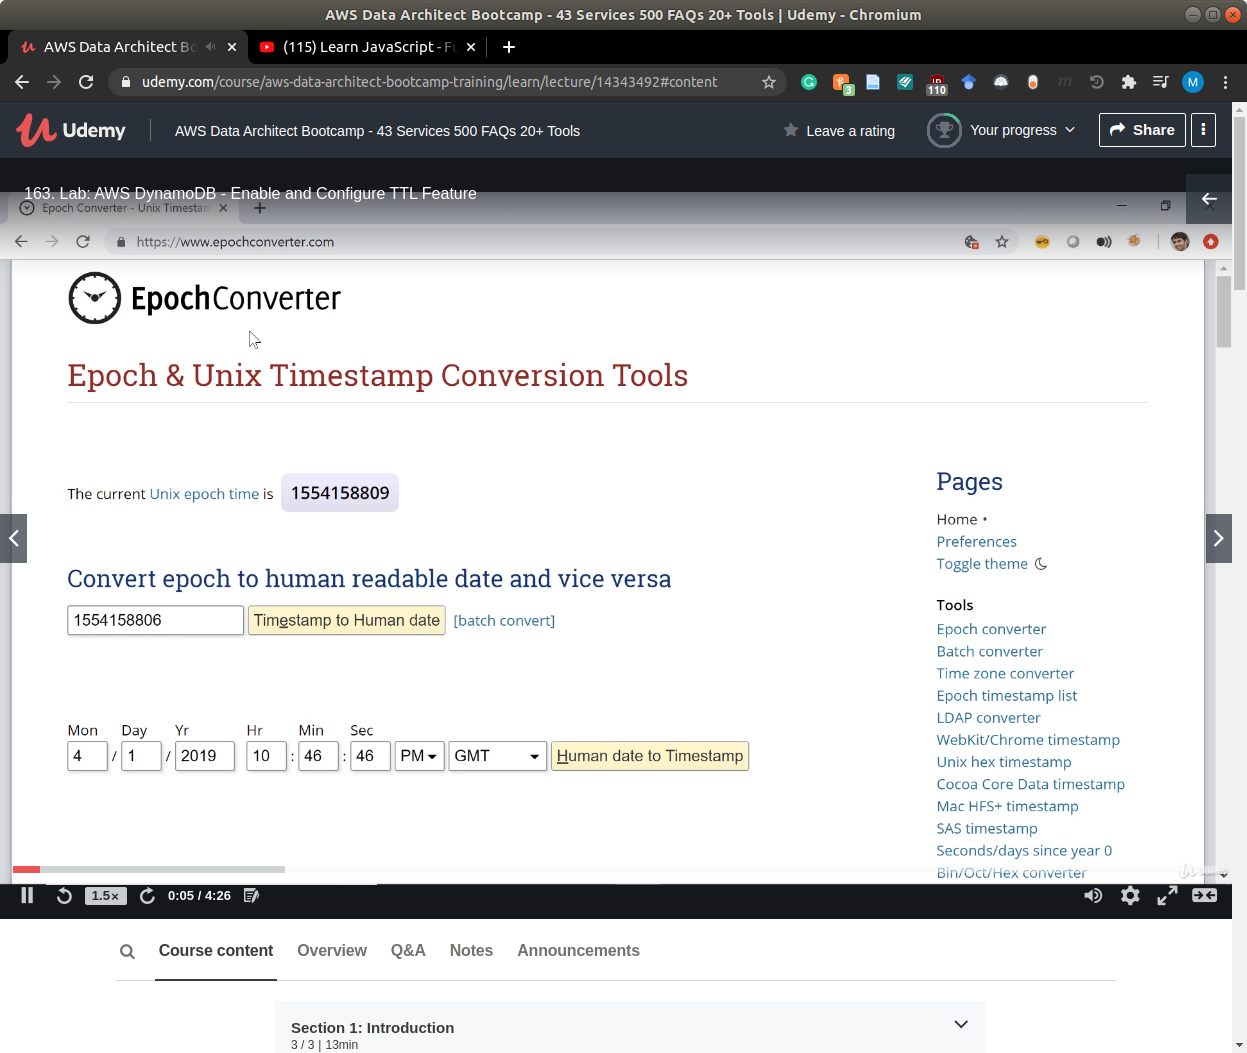 AWS Data Architect Bootcamp - 43 Services 500 FAQs 20+ Tools | Udemy - Chromium
AWS Data Architect Bo
(115) Learn JavaScript - Fu
udemy.com/course/aws-data-architect-bootcamp-training/learn/lecture/14343492#content
3
110
M
Udemy
AWS Data Architect Bootcamp - 43 Services 500 FAQs 20+ Tools
Leave a rating
Your progress
Share
163. Lab: AWS DynamoDB - Enable and Configure TTL Feature
Epoch Converter - Unix Timestam
https://www.epochconverter.com
EpochConverter
Epoch & Unix Timestamp Conversion Tools
The current Unix epoch time is 1554158809
Convert epoch to human readable date and vice versa
1554158806 Timestamp to Human date [batch convert]
Mon Day Yr Hr Min Sec
4 / 1 / 2019 10 : 46 : 46 PM GMT Human date to Timestamp
Pages
Home •
Preferences
Toggle theme
Tools
Epoch converter
Batch converter
Time zone converter
Epoch timestamp list
LDAP converter
WebKit/Chrome timestamp
Unix hex timestamp
Cocoa Core Data timestamp
Mac HFS+ timestamp
SAS timestamp
Seconds/days since year 0
Bin/Oct/Hex converter
Udemy
1.5×
0:05 / 4:26
Course content
Overview
Q&A
Notes
Announcements
Section 1: Introduction
3 / 3 | 13min